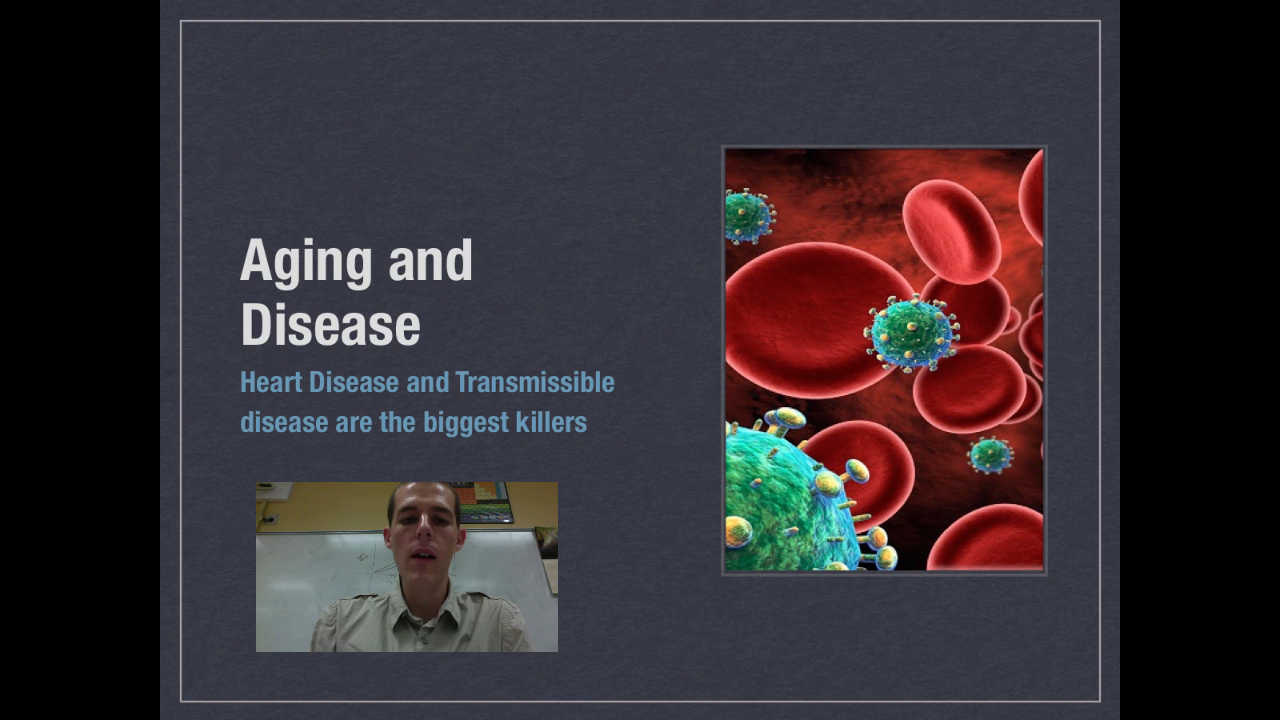 Aging and
Disease
Heart Disease and Transmissible
disease are the biggest killers